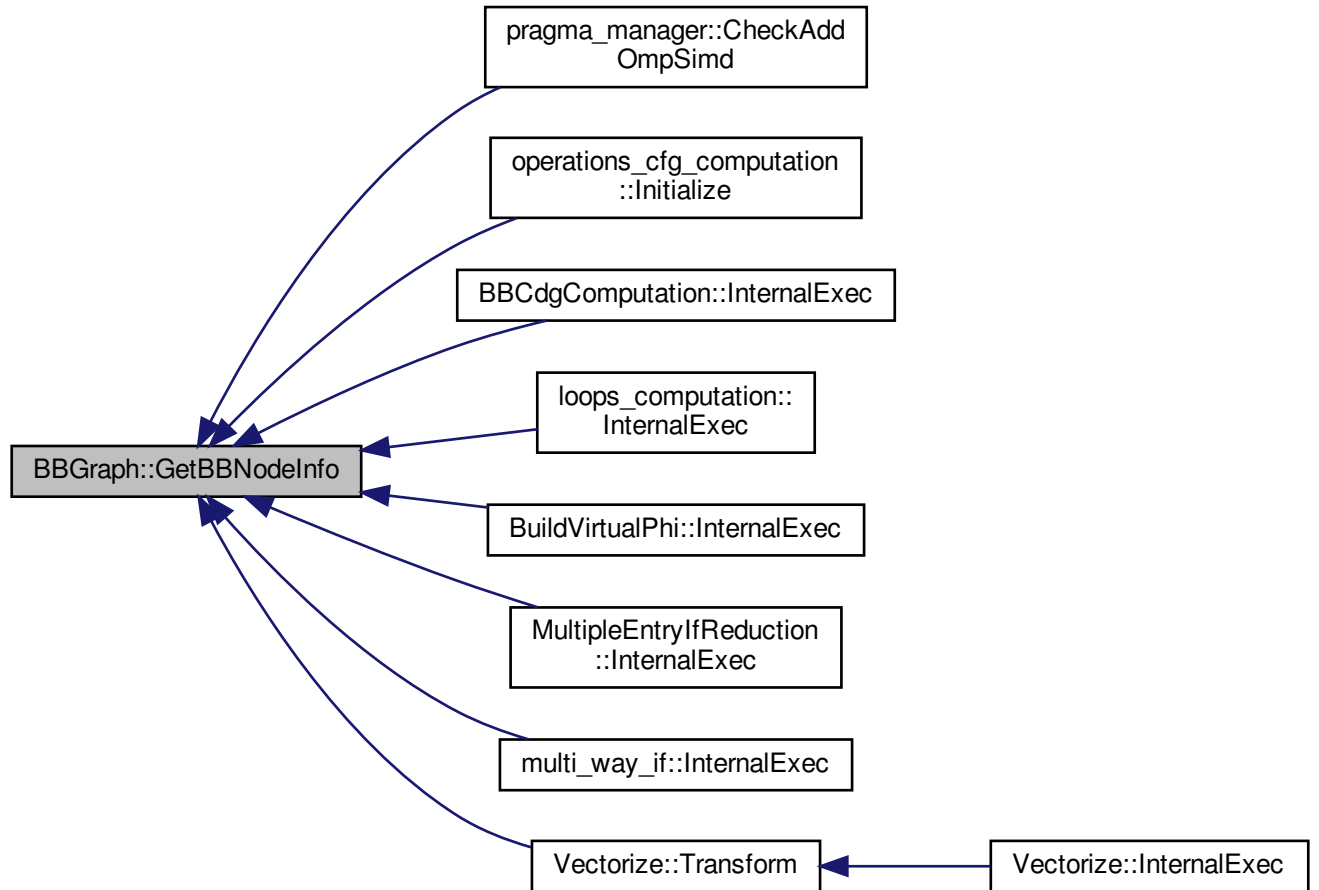 pragma_manager::CheckAdd
OmpSimd
operations_cfg_computation
::Initialize
BBCdgComputation::InternalExec
loops_computation::
InternalExec
BBGraph::GetBBNodeInfo
BuildVirtualPhi::InternalExec
MultipleEntryIfReduction
::InternalExec
multi_way_if::InternalExec
Vectorize::Transform
Vectorize::InternalExec